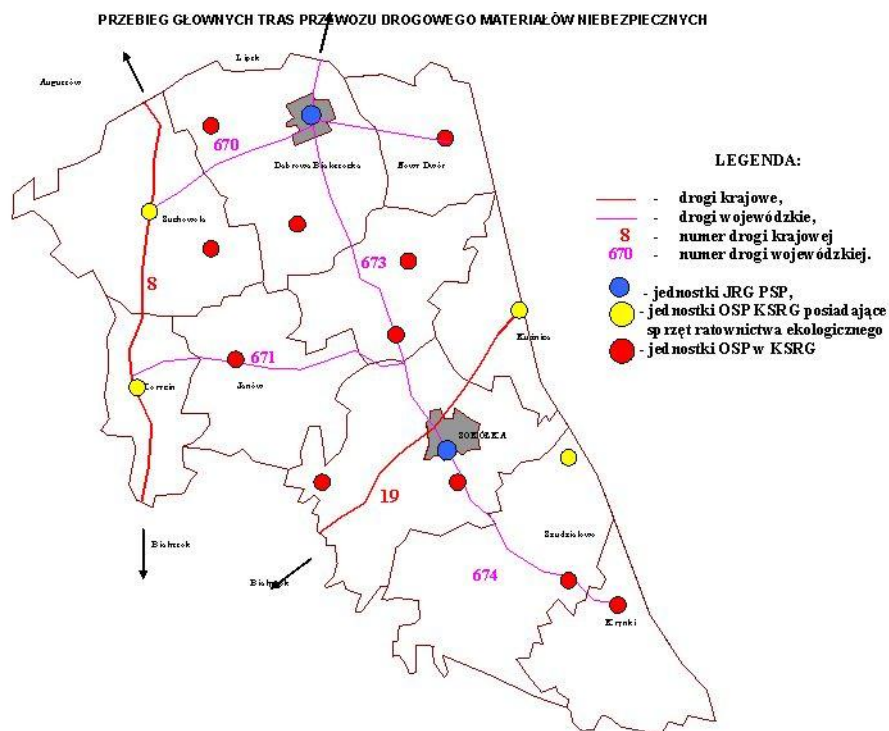 PRZEBIEG GŁOWNYCH TRAS PRZEWOZU DROGOWEGO MATERIAŁÓW NIEBEZPIECZNYCH
Lipsk
Augustów
670
Dąbrowa Białostocka
Nowy Dwór
Suchowola
673
8
Kuźnica
671
Korycin
Janów
SOKÓŁKA
19
Białystok
Szudziałowo
Białystok
674
Krynki
LEGENDA:
- drogi krajowe,
- drogi wojewódzkie,
8 - numer drogi krajowej
670 - numer drogi wojewódzkiej.
- jednostki JRG PSP,
- jednostki OSP KSRG posiadające
sprzęt ratownictwa ekologicznego
- jednostki OSP w KSRG